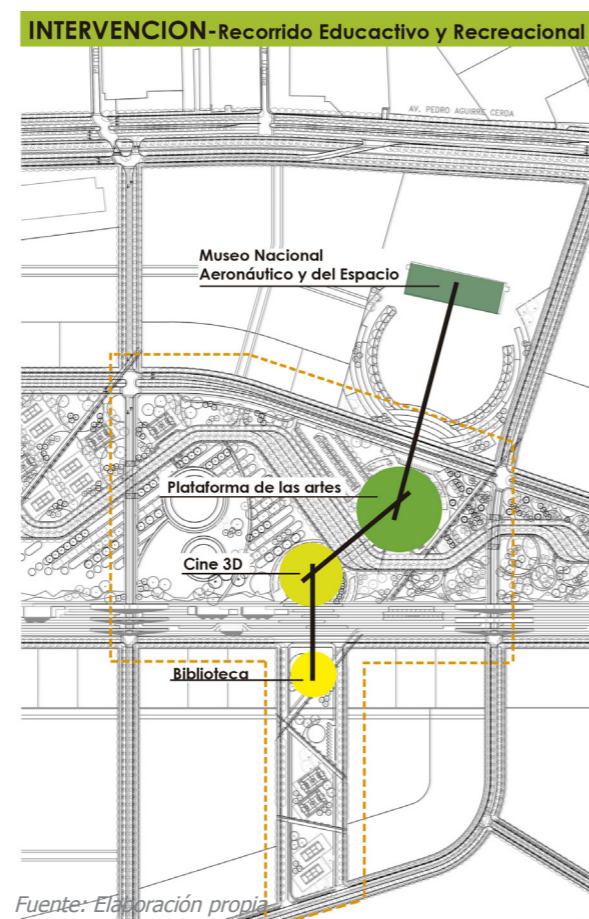 INTERVENCION-Recorrido Educactivo y Recreacional
AV. PEDRO AGUIRRE CERDA
Museo Nacional
Aeronáutico y del Espacio
Plataforma de las artes
Cine 3D
Biblioteca
Fuente: Elaboración propia